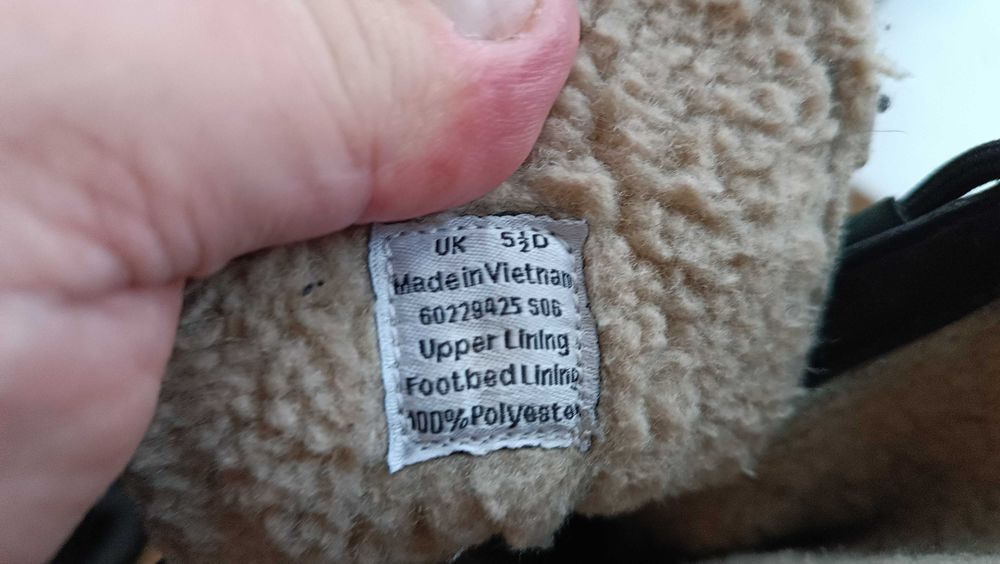 UK 5½D
Made in Vietnam
60229425 S06
Upper Lining
Footbed Lining
100% Polyester